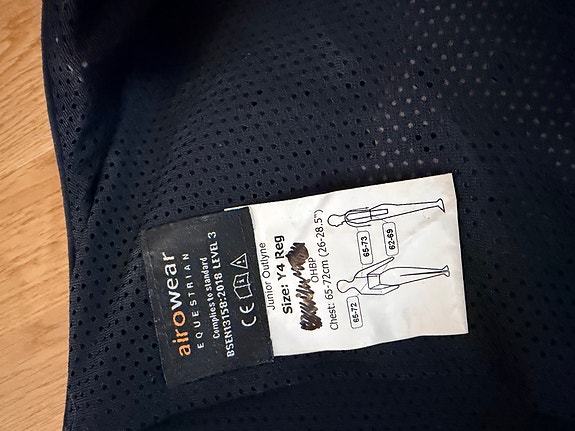 airowear
EQUESTRIAN
Complies to standard
BSEN13158:2018 LEVEL 3
CE
Junior Outlyne
Size: Y4 Reg
OHBP
Chest: 65-72cm (26-28.5")
65-73
62-69
65-72